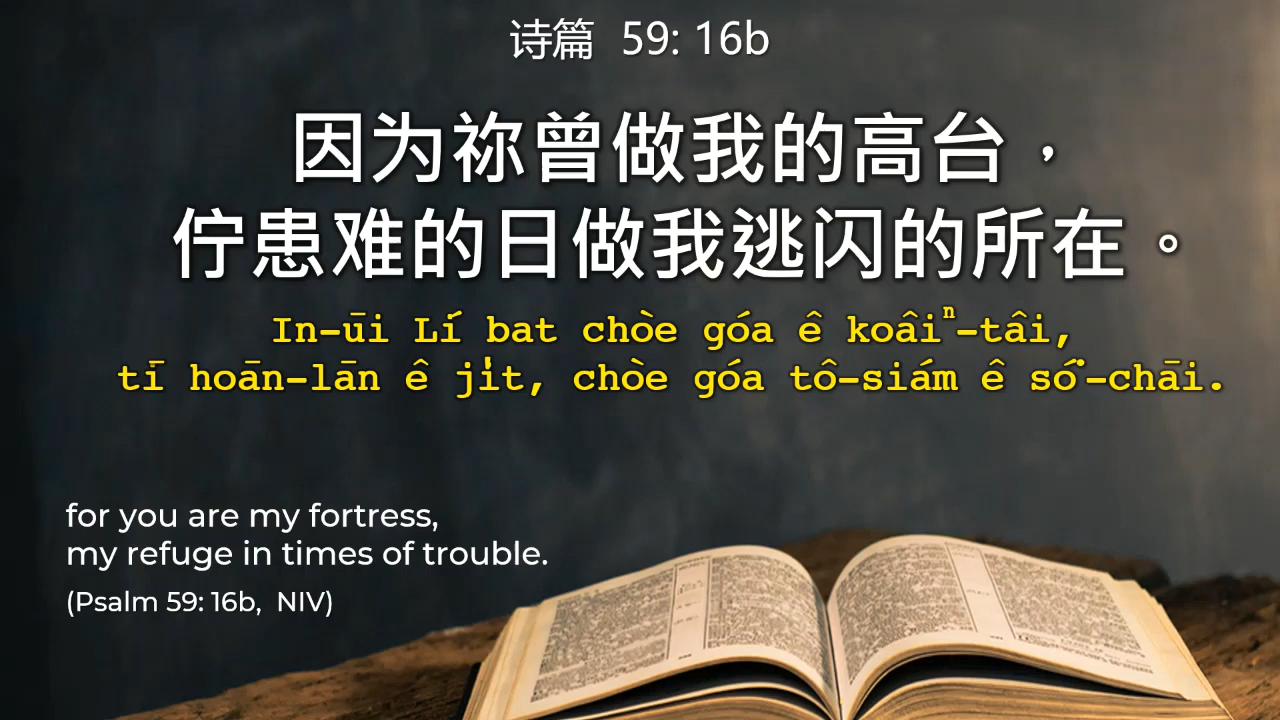 诗篇 59: 16b
因为祢曾做我的高台，
佇患难的日做我逃闪的所在。
In-ūi Lí bat chòe góa ê koâiⁿ-tâi,
tī hoān-lān ê ji̍t, chòe góa tô-siám ê só͘-chāi.
for you are my fortress,
my refuge in times of trouble.
(Psalm 59: 16b, NIV)